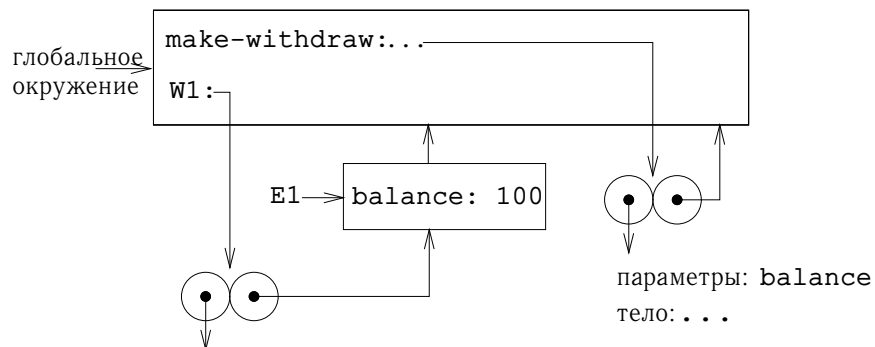 make-withdraw:...
глобальное
окружение
W1:
E1
balance: 100
параметры: balance
тело: ...